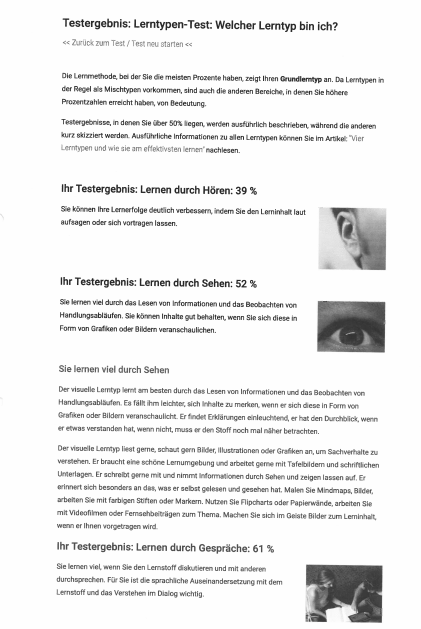 Testergebnis: Lerntypen-Test: Welcher Lerntyp bin ich?
<< Zurück zum Test / Test neu starten <<
Die Lernmethode, bei der Sie die meisten Prozente haben, zeigt Ihren Grundlerntyp an. Da Lerntypen in
der Regel als Mischtypen vorkommen, sind auch die anderen Bereiche, in denen Sie höhere
Prozentzahlen erreicht haben, von Bedeutung.
Testergebnisse, in denen Sie über 50% liegen, werden ausführlich beschrieben, während die anderen
kurz skizziert werden. Ausführliche Informationen zu allen Lerntypen können Sie im Artikel: "Vier
Lerntypen und wie sie am effektivsten lernen" nachlesen.
Ihr Testergebnis: Lernen durch Hören: 39 %
Sie können Ihre Lernerfolge deutlich verbessern, indem Sie den Lerninhalt laut
aufsagen oder sich vortragen lassen.
Ihr Testergebnis: Lernen durch Sehen: 52 %
Sie lernen viel durch das Lesen von Informationen und das Beobachten von
Handlungsabläufen. Sie können Inhalte gut behalten, wenn Sie sich diese in
Form von Grafiken oder Bildern veranschaulichen.
Sie lernen viel durch Sehen
Der visuelle Lerntyp lernt am besten durch das Lesen von Informationen und das Beobachten von
Handlungsabläufen. Es fällt ihm leichter, sich Inhalte zu merken, wenn er sich diese in Form von
Grafiken oder Bildern veranschaulicht. Er findet Erklärungen einleuchtend, er hat den Durchblick, wenn
er etwas verstanden hat, wenn nicht, muss er den Stoff noch mal näher betrachten.
Der visuelle Lerntyp liest gerne, schaut gern Bilder, Illustrationen oder Grafiken an, um Sachverhalte zu
verstehen. Er braucht eine schöne Lernumgebung und arbeitet gerne mit Tafelbildern und schriftlichen
Unterlagen. Er schreibt gerne mit und nimmt Informationen durch Sehen und zeigen lassen auf. Er
erinnert sich besonders an das, was er selbst gelesen und gesehen hat. Malen Sie Mindmaps, Bilder,
arbeiten Sie mit farbigen Stiften oder Markern. Nutzen Sie Flipcharts oder Papierwände, arbeiten Sie
mit Videofilmen oder Fernsehbeiträgen zum Thema. Machen Sie sich im Geiste Bilder zum Lerninhalt,
wenn er Ihnen vorgetragen wird.
Ihr Testergebnis: Lernen durch Gespräche: 61 %
Sie lernen viel, wenn Sie den Lernstoff diskutieren und mit anderen
durchsprechen. Für Sie ist die sprachliche Auseinandersetzung mit dem
Lernstoff und das Verstehen im Dialog wichtig.